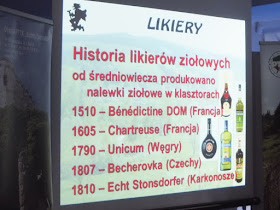 LIKIERY
Historia likierów ziołowych
od średniowiecza produkowano
nalewki ziołowe w klasztorach
1510 – Bénédictine DOM (Francja)
1605 – Chartreuse (Francja)
1790 – Unicum (Węgry)
1807 – Becherovka (Czechy)
1810 – Echt Stonsdorfer (Karkonosze